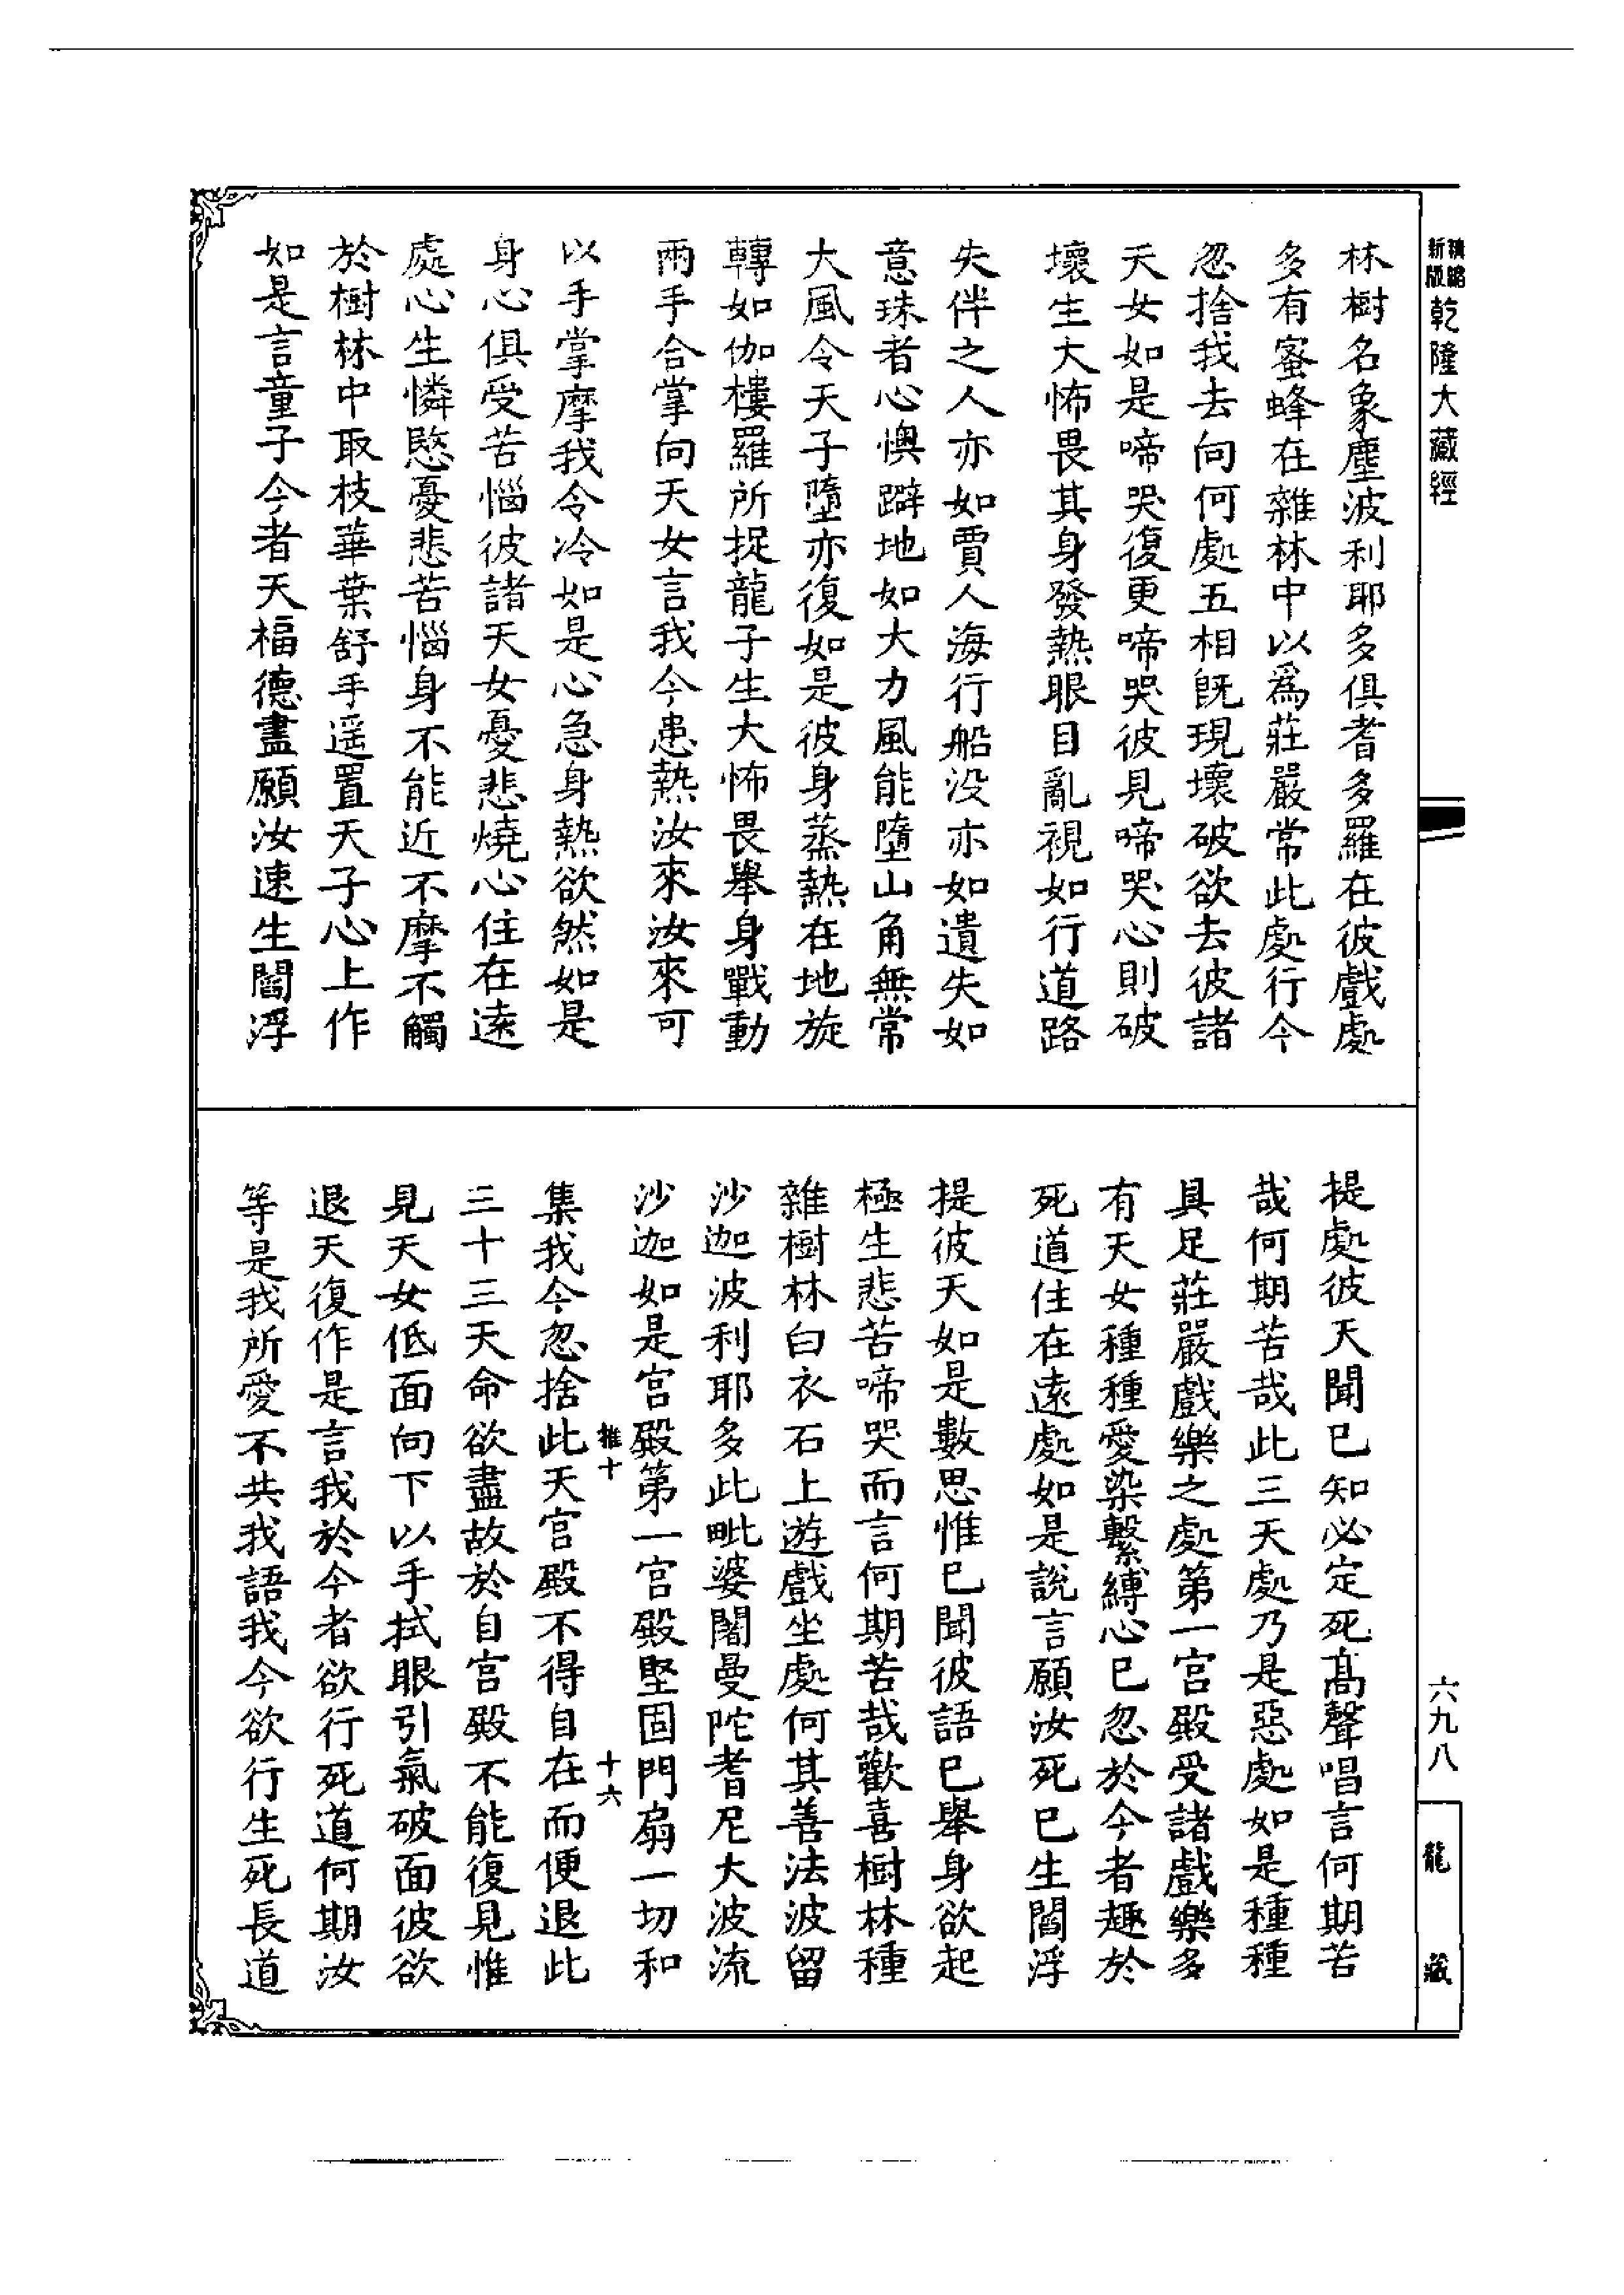 乾隆大藏經
林樹名象塵波利耶多俱耆多羅在彼戲處
多有蜜蜂在雜林中以爲莊嚴常此處行今
忽捨我去向何處五相既現壞破欲去彼諸
天女如是啼哭復更啼哭彼見啼哭心則破
壞生大怖畏其身發熱眼目亂視如行道路
失伴之人亦如賈人海行船没亦如遺失如
意珠者心懊躃地如大力風能墮山角無常
大風令天子墮亦復如是彼身蒸熱在地旋
轉如伽樓羅所捉龍子生大怖畏舉身戰動
兩手合掌向天女言我今患熱汝來汝來可
以手掌摩我令冷如是心急身熱欲然如是
身心俱受苦惱彼諸天女憂悲燒心住在遠
處心生憐愍憂悲苦惱身不能近不摩不觸
於樹林中取枝華葉舒手遥置天子心上作
如是言童子今者天福德盡願汝速生閻浮
提處彼天聞已知必定死高聲唱言何期苦
哉何期苦哉此三天處乃是惡處如是種種
具足莊嚴戲樂之處第一宮殿受諸戲樂多
有天女種種愛染繫縛心已忽於今者趣於
死道住在遠處如是說言願汝死已生閻浮
提彼天如是數思惟已聞彼語已舉身欲起
極生悲苦啼哭而言何期苦哉歡喜樹林種
雜樹林白衣石上遊戲坐處何其善法波留
沙迦波利耶多此毗婆闍曼陀耆尼大波流
沙迦如是宮殿第一宮殿堅固門扇一切和
推十
十六
集我今忽捨此天宮殿不得自在而便退此
三十三天命欲盡故於自宮殿不能復見惟
見天女低面向下以手拭眼引氣破面彼欲
退天復作是言我於今者欲行死道何期汝
等是我所愛不共我語我今欲行生死長道
六九八
龍藏